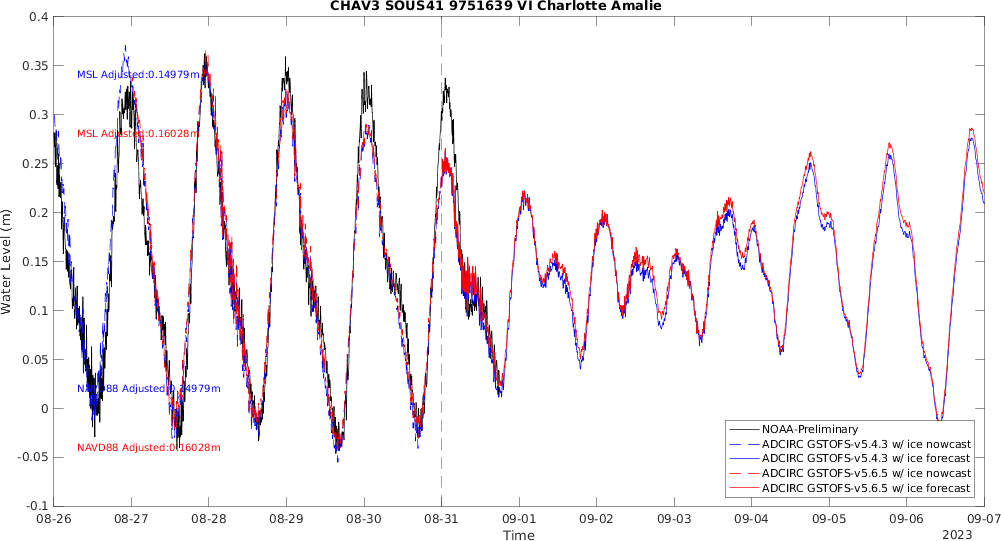 CHAV3 SOUS41 9751639 VI Charlotte Amalie
0.4
0.35
0.3
0.25
0.2
0.15
0.1
0.05
0
-0.05
-0.1
Water Level (m)
MSL Adjusted:0.14979m
MSL Adjusted:0.16028m
NAVD88 Adjusted:0.14979m
NAVD88 Adjusted:0.16028m
NOAA-Preliminary
ADCIRC GSTOFS-v5.4.3 w/ ice nowcast
ADCIRC GSTOFS-v5.4.3 w/ ice forecast
ADCIRC GSTOFS-v5.6.5 w/ ice nowcast
ADCIRC GSTOFS-v5.6.5 w/ ice forecast
08-26 08-27 08-28 08-29 08-30 08-31 09-01 09-02 09-03 09-04 09-05 09-06 09-07
Time
2023